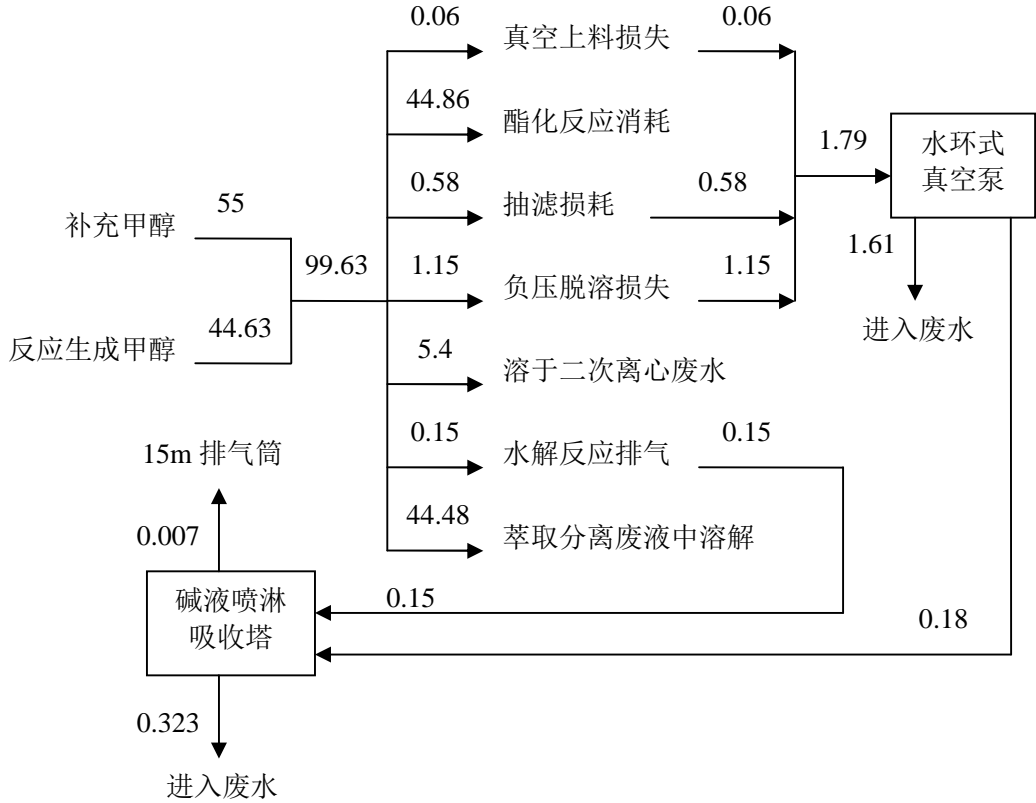 0.06
真空上料损失
0.06
44.86
酯化反应消耗
1.79
水环式
真空泵
0.58
抽滤损耗
0.58
补充甲醇
55
99.63
1.15
负压脱溶损失
1.15
1.61
进入废水
反应生成甲醇
44.63
5.4
溶于二次离心废水
0.15
水解反应排气
0.15
15m 排气筒
44.48
萃取分离废液中溶解
0.007
碱液喷淋
吸收塔
0.15
0.18
0.323
进入废水